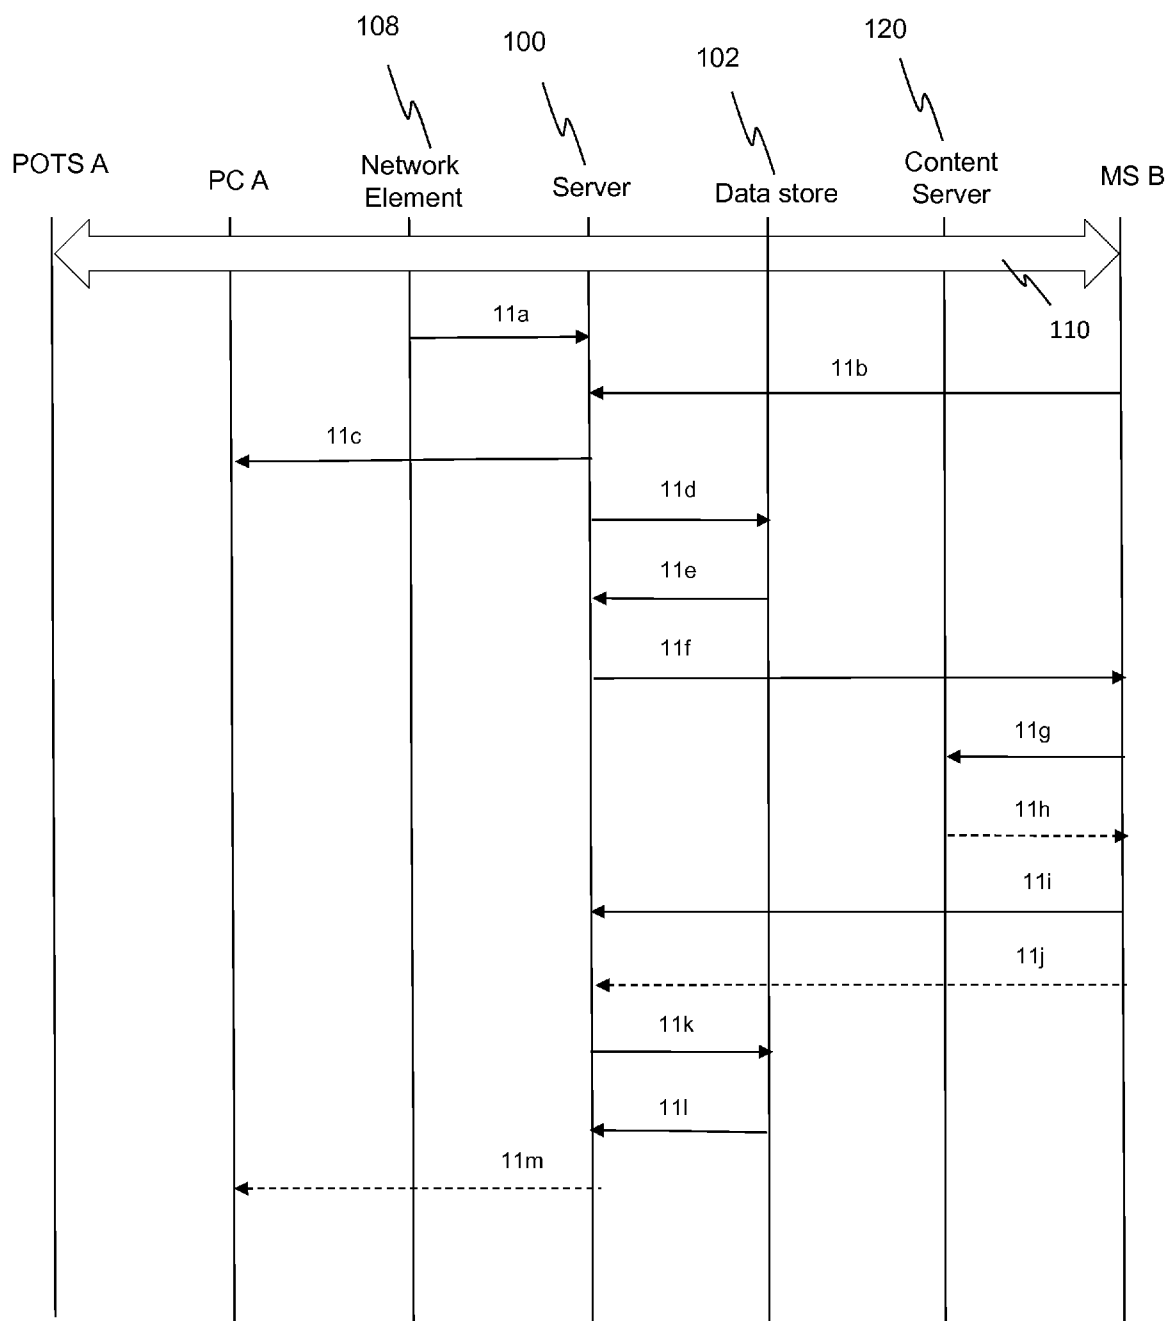 108
100
102
120
POTS A
PC A
Network
Element
Server
Data store
Content
Server
MS B
110
11a
11b
11c
11d
11e
11f
11g
11h
11i
11j
11k
11l
11m